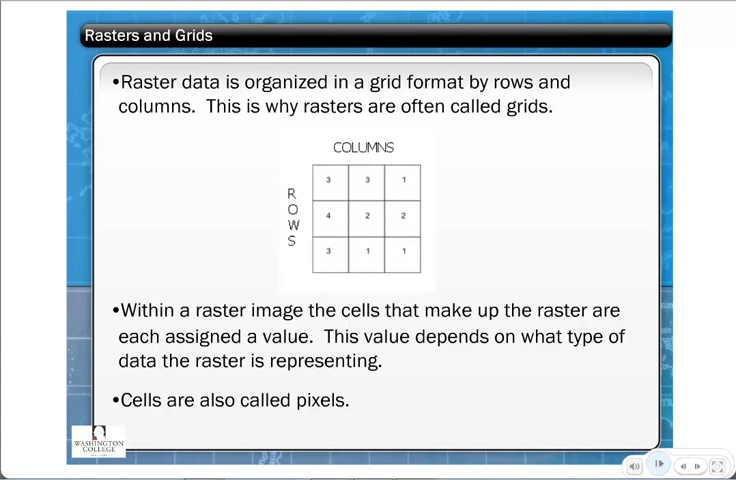 Rasters and Grids
•Raster data is organized in a grid format by rows and
columns.  This is why rasters are often called grids.
COLUMNS
R
O
W
S
3 3 1
4 2 2
3 1 1
•Within a raster image the cells that make up the raster are
each assigned a value.  This value depends on what type of
data the raster is representing.
•Cells are also called pixels.
WASHINGTON
COLLEGE